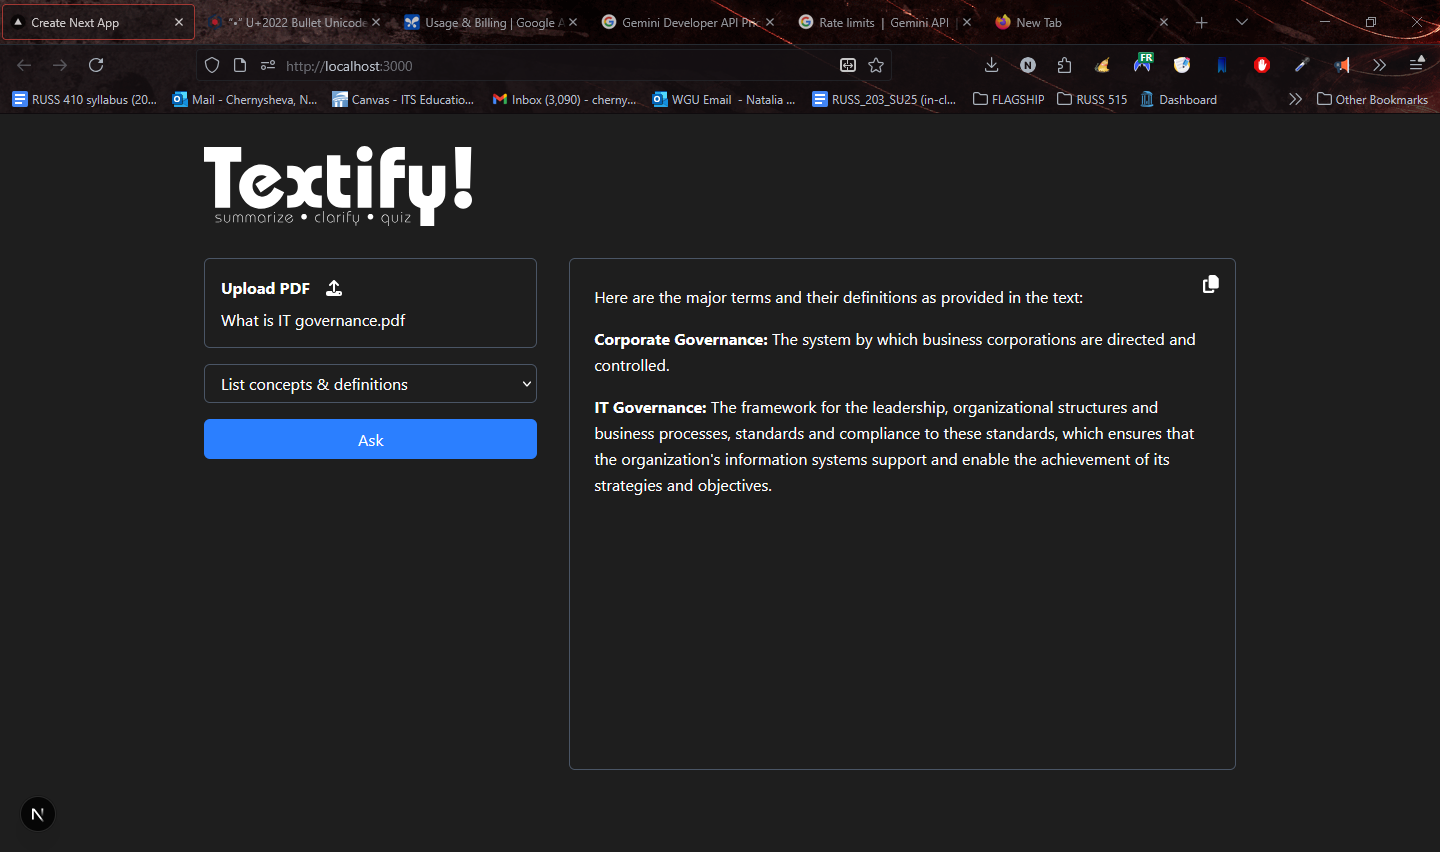 Create Next App
"•" U+2022 Bullet Unicode
Usage & Billing | Google A
Gemini Developer API Pric
Rate limits | Gemini API
New Tab
http://localhost:3000
N
FR
RUSS 410 syllabus (20...
Mail - Chernysheva, N...
Canvas - ITS Educatio...
Inbox (3,090) - cherny...
WGU Email - Natalia ...
RUSS_203_SU25 (in-cl...
FLAGSHIP
RUSS 515
Dashboard
Other Bookmarks
Textify!
summarize • clarify • quiz
Upload PDF
What is IT governance.pdf
List concepts & definitions
Ask
Here are the major terms and their definitions as provided in the text:
Corporate Governance: The system by which business corporations are directed and
controlled.
IT Governance: The framework for the leadership, organizational structures and
business processes, standards and compliance to these standards, which ensures that
the organization's information systems support and enable the achievement of its
strategies and objectives.
N